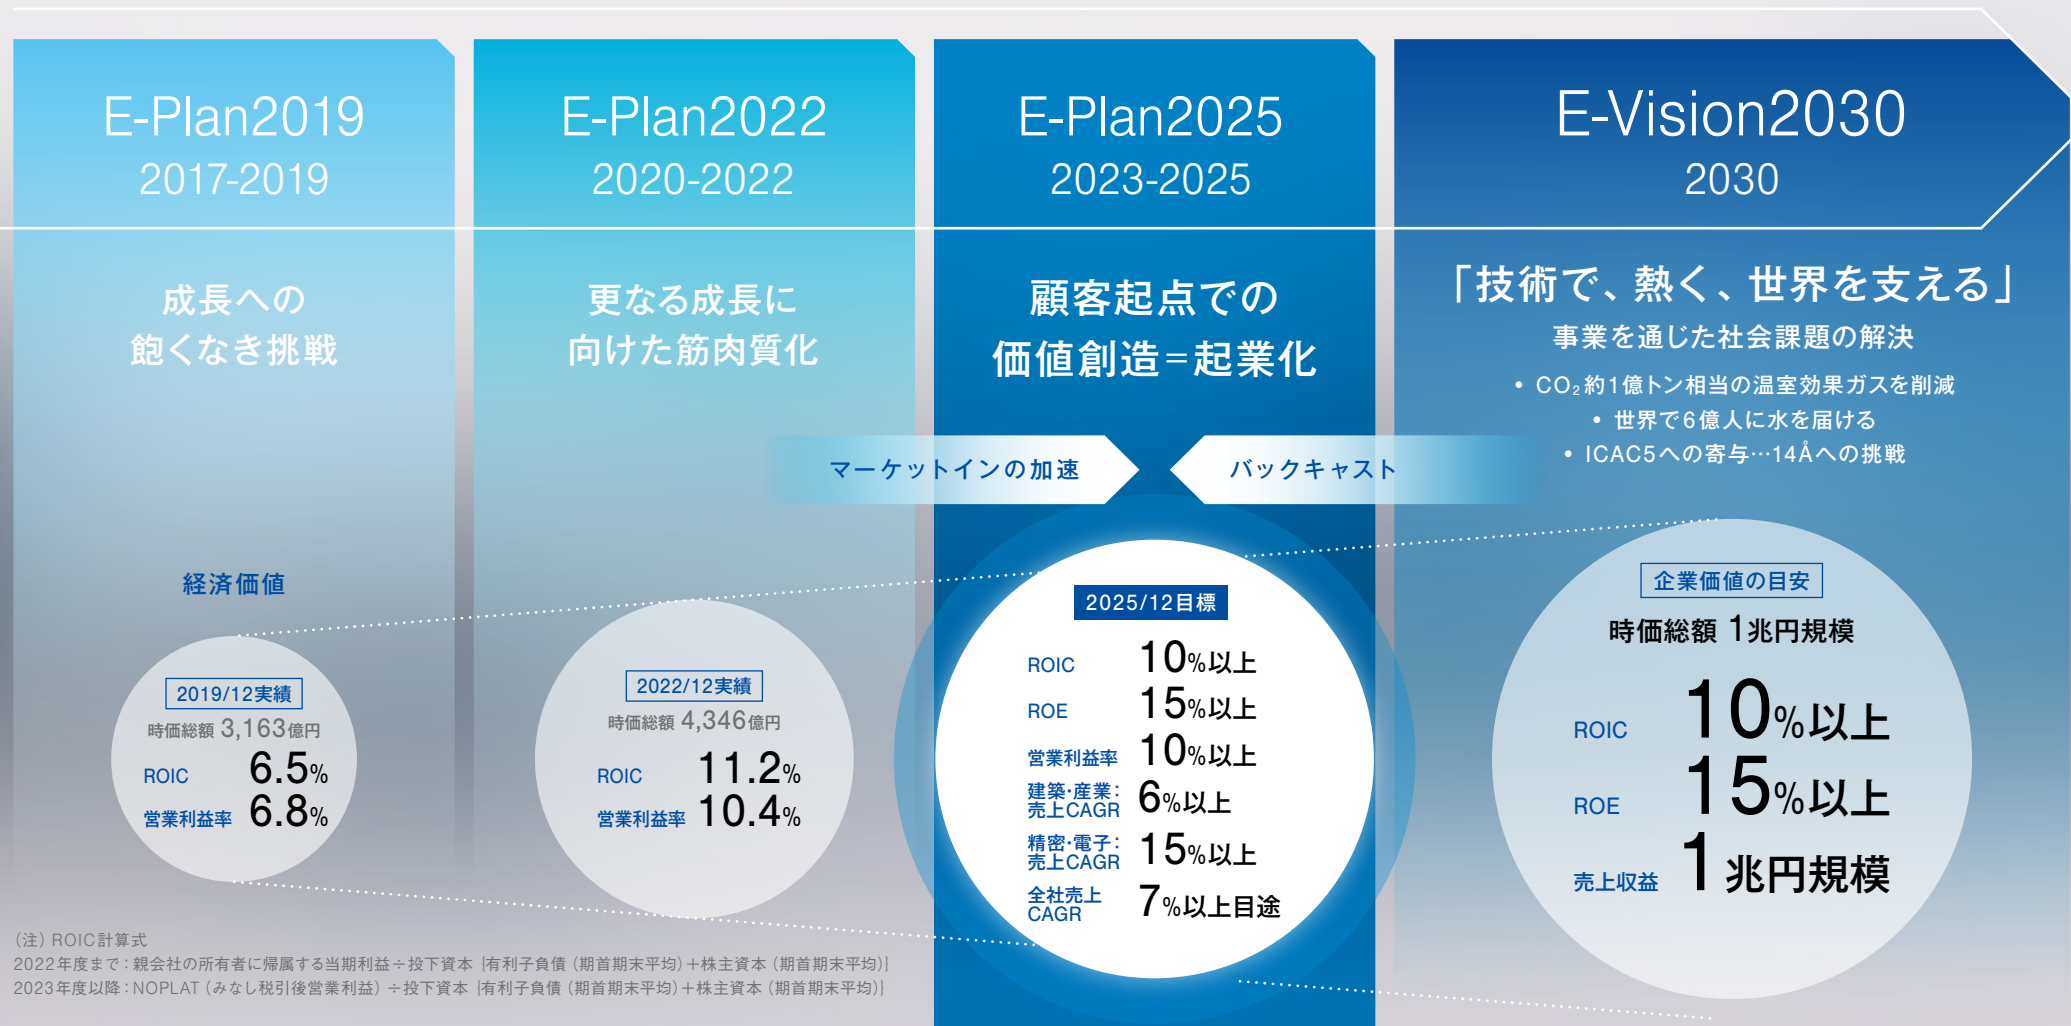 E-Plan2019
2017-2019
成長への
飽くなき挑戦
経済価値
2019/12実績
時価総額 3,163億円
ROIC 6.5%
営業利益率 6.8%
E-Plan2022
2020-2022
更なる成長に
向けた筋肉質化
2022/12実績
時価総額 4,346億円
ROIC 11.2%
営業利益率 10.4%
E-Plan2025
2023-2025
顧客起点での
価値創造=起業化
マーケットインの加速
バックキャスト
2025/12目標
ROIC 10%以上
ROE 15%以上
営業利益率 10%以上
建築・産業:
売上CAGR 6%以上
精密・電子:
売上CAGR 15%以上
全社売上
CAGR 7%以上目途
E-Vision2030
2030
「技術で、熱く、世界を支える」
事業を通じた社会課題の解決
• CO₂約1億トン相当の温室効果ガスを削減
• 世界で6億人に水を届ける
• ICAC5への寄与…14Åへの挑戦
企業価値の目安
時価総額 1兆円規模
ROIC 10%以上
ROE 15%以上
売上収益 1兆円規模
(注) ROIC計算式
2022年度まで:親会社の所有者に帰属する当期利益÷投下資本 {有利子負債(期首期末平均)+株主資本(期首期末平均)}
2023年度以降:NOPLAT(みなし税引後営業利益)÷投下資本 {有利子負債(期首期末平均)+株主資本(期首期末平均)}